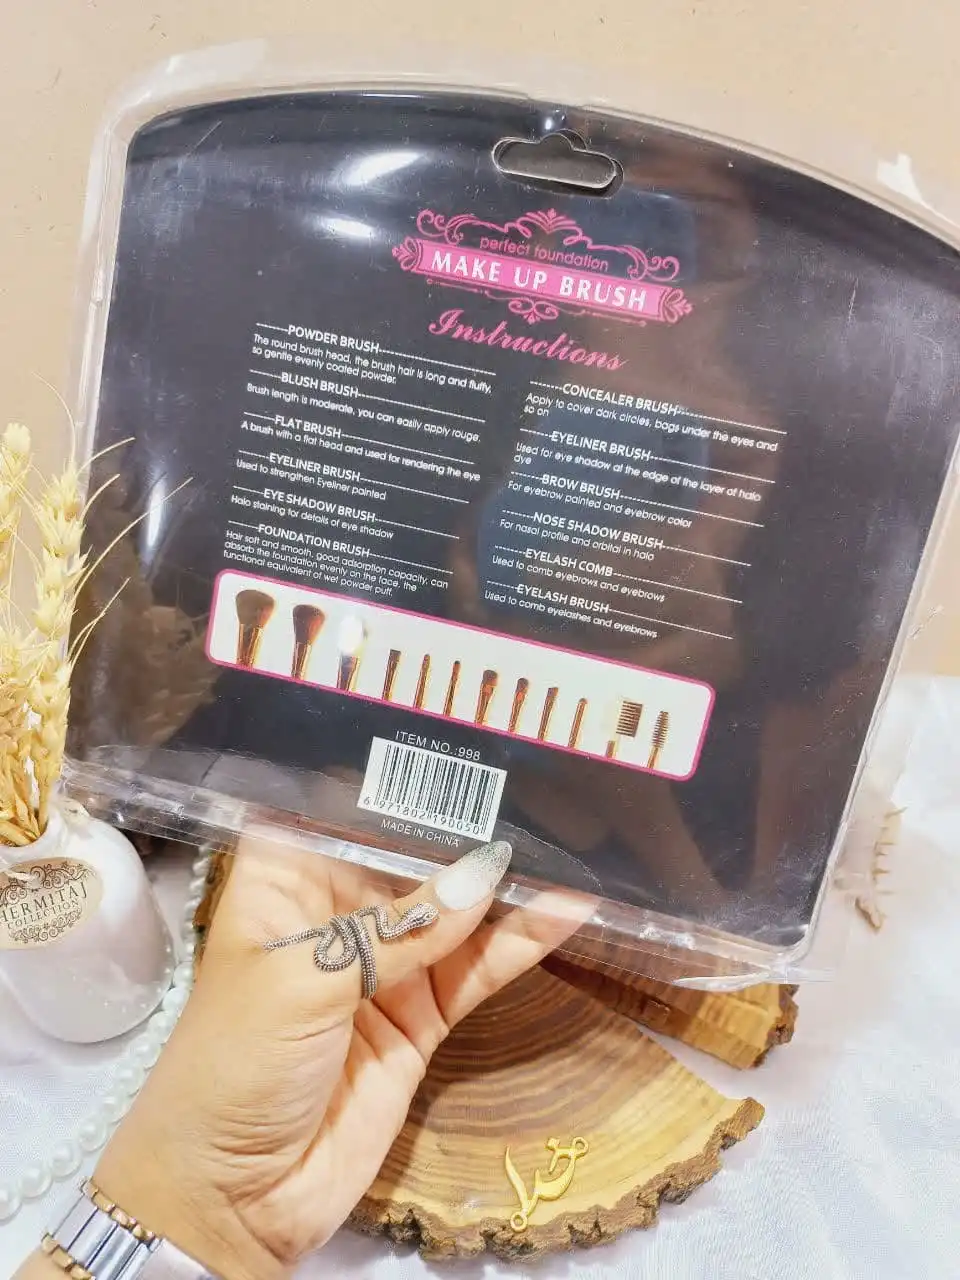 perfect foundation
MAKE UP BRUSH
Instructions
--------POWDER BRUSH----------------------------
The round brush head, the brush hair is long and fluffy,
so gentle evenly coated powder.
--------BLUSH BRUSH--------------------------------
Brush length is moderate, you can easily apply rouge.
--------FLAT BRUSH-----------------------------------
A brush with a flat head and used for rendering the eye
--------EYELINER BRUSH----------------------------
Used to strengthen Eyeliner painted
--------EYE SHADOW BRUSH---------------------
Halo staining for details of eye shadow
--------FOUNDATION BRUSH---------------------
Hair soft and smooth, good adsorption capacity, can
absorb the foundation evenly on the face, the
functional equivalent of wet powder puff.
--------CONCEALER BRUSH-----------------------
Apply to cover dark circles, bags under the eyes and
so on
--------EYELINER BRUSH----------------------------
Used for eye shadow at the edge of the layer of halo
dye
--------BROW BRUSH--------------------------------
For eyebrow painted and eyebrow color
--------NOSE SHADOW BRUSH------------------
For nasal profile and orbital in halo
--------EYELASH COMB-----------------------------
Used to comb eyebrows and eyebrows
--------EYELASH BRUSH----------------------------
Used to comb eyelashes and eyebrows
ITEM NO.:998
6 971802 190050
MADE IN CHINA
HERMITAJ
COLLECTION